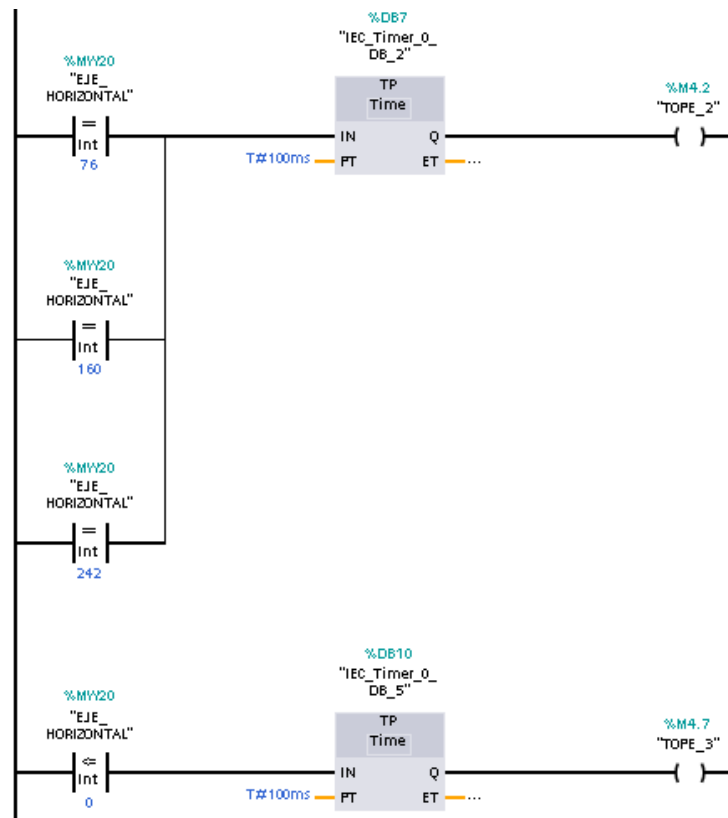 %DB7
"IEC_Timer_0_
DB_2"
%MW20
"EJE_
HORIZONTAL"
==
Int
76
TP
Time
IN
Q
T#100ms
PT
ET
...
%M4.2
"TOPE_2"
( )
%MW20
"EJE_
HORIZONTAL"
==
Int
160
%MW20
"EJE_
HORIZONTAL"
==
Int
242
%DB10
"IEC_Timer_0_
DB_5"
%MW20
"EJE_
HORIZONTAL"
<=
Int
0
TP
Time
IN
Q
T#100ms
PT
ET
...
%M4.7
"TOPE_3"
( )